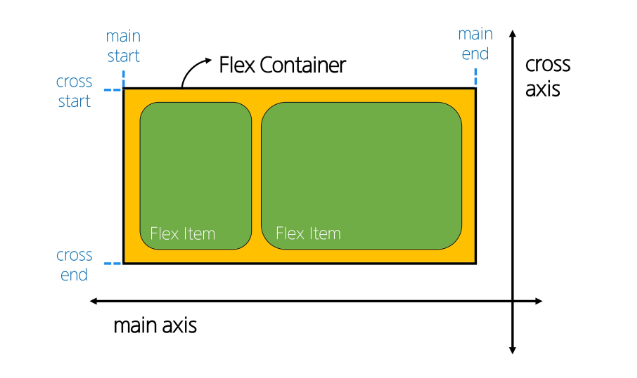 main
start
main
end
Flex Container
cross
axis
cross
start
Flex Item
Flex Item
cross
end
main axis